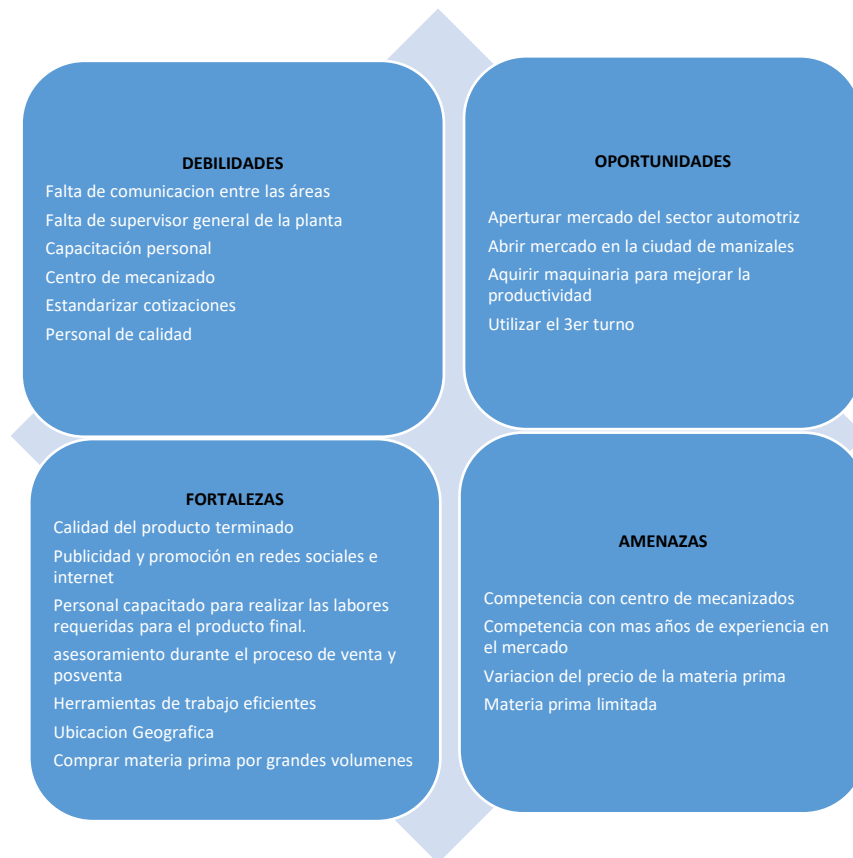 DEBILIDADES
Falta de comunicacion entre las áreas
Falta de supervisor general de la planta
Capacitación personal
Centro de mecanizado
Estandarizar cotizaciones
Personal de calidad
OPORTUNIDADES
Aperturar mercado del sector automotriz
Abrir mercado en la ciudad de manizales
Aquirir maquinaria para mejorar la
productividad
Utilizar el 3er turno
FORTALEZAS
Calidad del producto terminado
Publicidad y promoción en redes sociales e
internet
Personal capacitado para realizar las labores
requeridas para el producto final.
asesoramiento durante el proceso de venta y
posventa
Herramientas de trabajo eficientes
Ubicacion Geografica
Comprar materia prima por grandes volumenes
AMENAZAS
Competencia con centro de mecanizados
Competencia con mas años de experiencia en
el mercado
Variacion del precio de la materia prima
Materia prima limitada